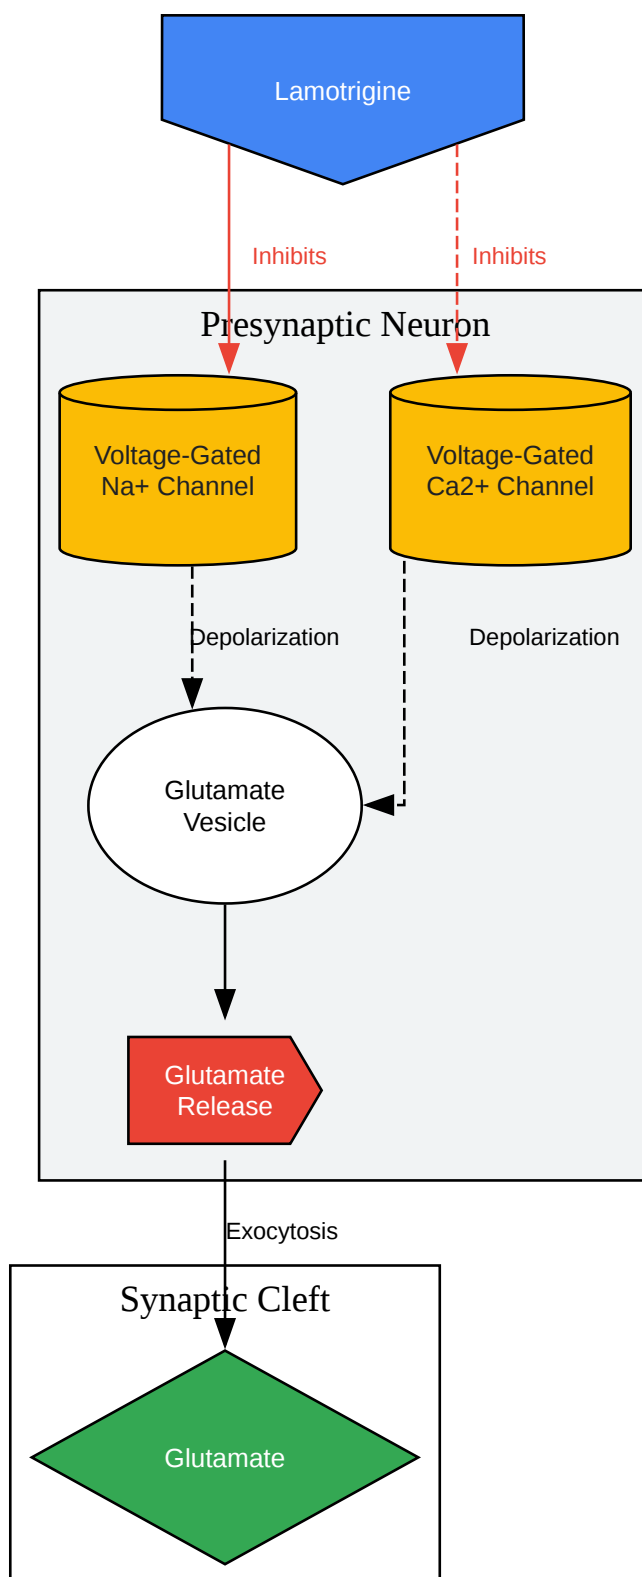 Lamotrigine
Inhibits
Inhibits
Presynaptic Neuron
Voltage-Gated
Na+ Channel
Voltage-Gated
Ca2+ Channel
Depolarization
Depolarization
Glutamate
Vesicle
Glutamate
Release
Exocytosis
Synaptic Cleft
Glutamate